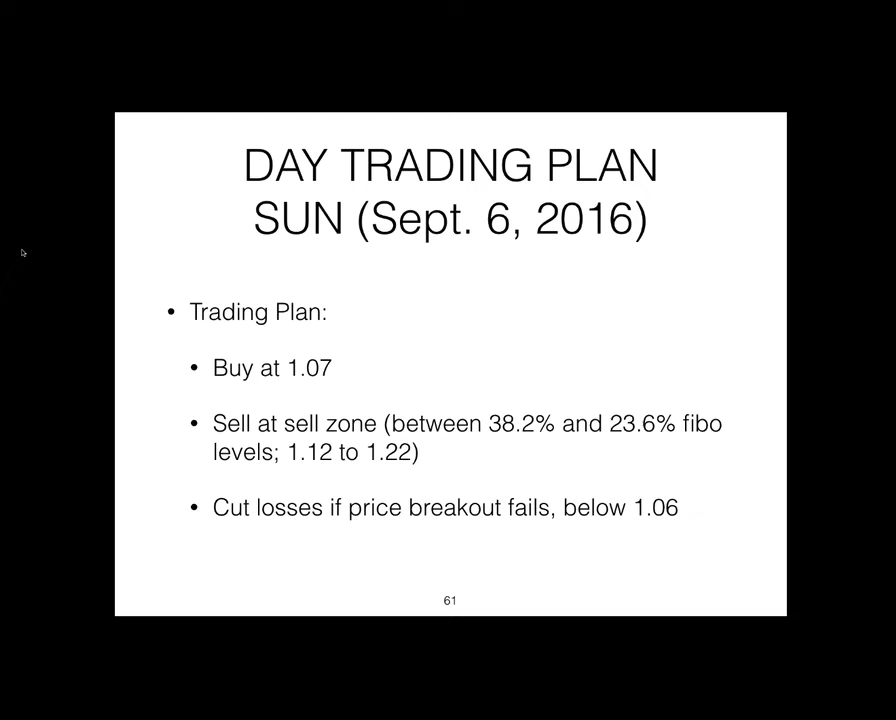 DAY TRADING PLAN
SUN (Sept. 6, 2016)
• Trading Plan:
• Buy at 1.07
• Sell at sell zone (between 38.2% and 23.6% fibo
levels; 1.12 to 1.22)
• Cut losses if price breakout fails, below 1.06
61